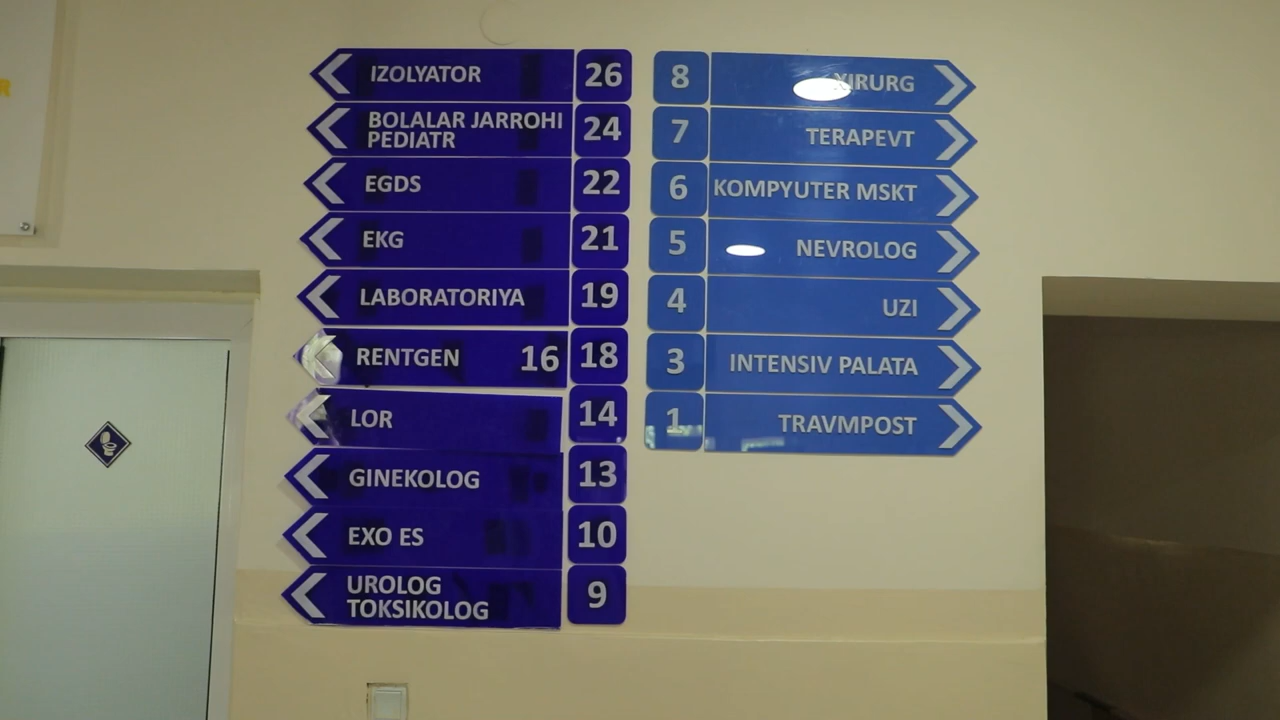 IZOLYATOR 26
BOLALAR JARROHI
PEDIATR 24
EGDS 22
EKG 21
LABORATORIYA 19
RENTGEN 16 18
LOR 14
GINEKOLOG 13
EXO ES 10
UROLOG
TOKSIKOLOG 9
8 XIRURG
7 TERAPEVT
6 KOMPYUTER MSKT
5 NEVROLOG
4 UZI
3 INTENSIV PALATA
1 TRAVMPOST